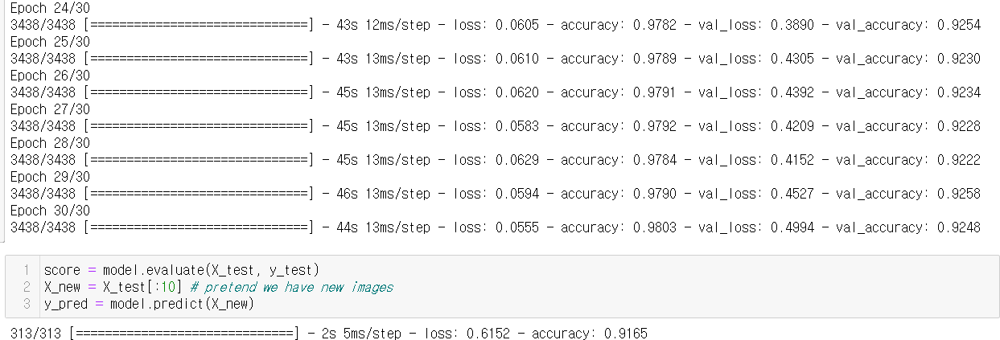 Epoch 24/30
3438/3438 [==============================] - 43s 12ms/step - loss: 0.0605 - accuracy: 0.9782 - val_loss: 0.3890 - val_accuracy: 0.9254
Epoch 25/30
3438/3438 [==============================] - 43s 13ms/step - loss: 0.0610 - accuracy: 0.9789 - val_loss: 0.4305 - val_accuracy: 0.9230
Epoch 26/30
3438/3438 [==============================] - 45s 13ms/step - loss: 0.0620 - accuracy: 0.9791 - val_loss: 0.4392 - val_accuracy: 0.9234
Epoch 27/30
3438/3438 [==============================] - 45s 13ms/step - loss: 0.0583 - accuracy: 0.9792 - val_loss: 0.4209 - val_accuracy: 0.9228
Epoch 28/30
3438/3438 [==============================] - 45s 13ms/step - loss: 0.0629 - accuracy: 0.9784 - val_loss: 0.4152 - val_accuracy: 0.9222
Epoch 29/30
3438/3438 [==============================] - 46s 13ms/step - loss: 0.0594 - accuracy: 0.9790 - val_loss: 0.4527 - val_accuracy: 0.9258
Epoch 30/30
3438/3438 [==============================] - 44s 13ms/step - loss: 0.0555 - accuracy: 0.9803 - val_loss: 0.4994 - val_accuracy: 0.9248
1 score = model.evaluate(X_test, y_test)
2 X_new = X_test[:10] # pretend we have new images
3 y_pred = model.predict(X_new)
313/313 [==============================] - 2s 5ms/step - loss: 0.6152 - accuracy: 0.9165